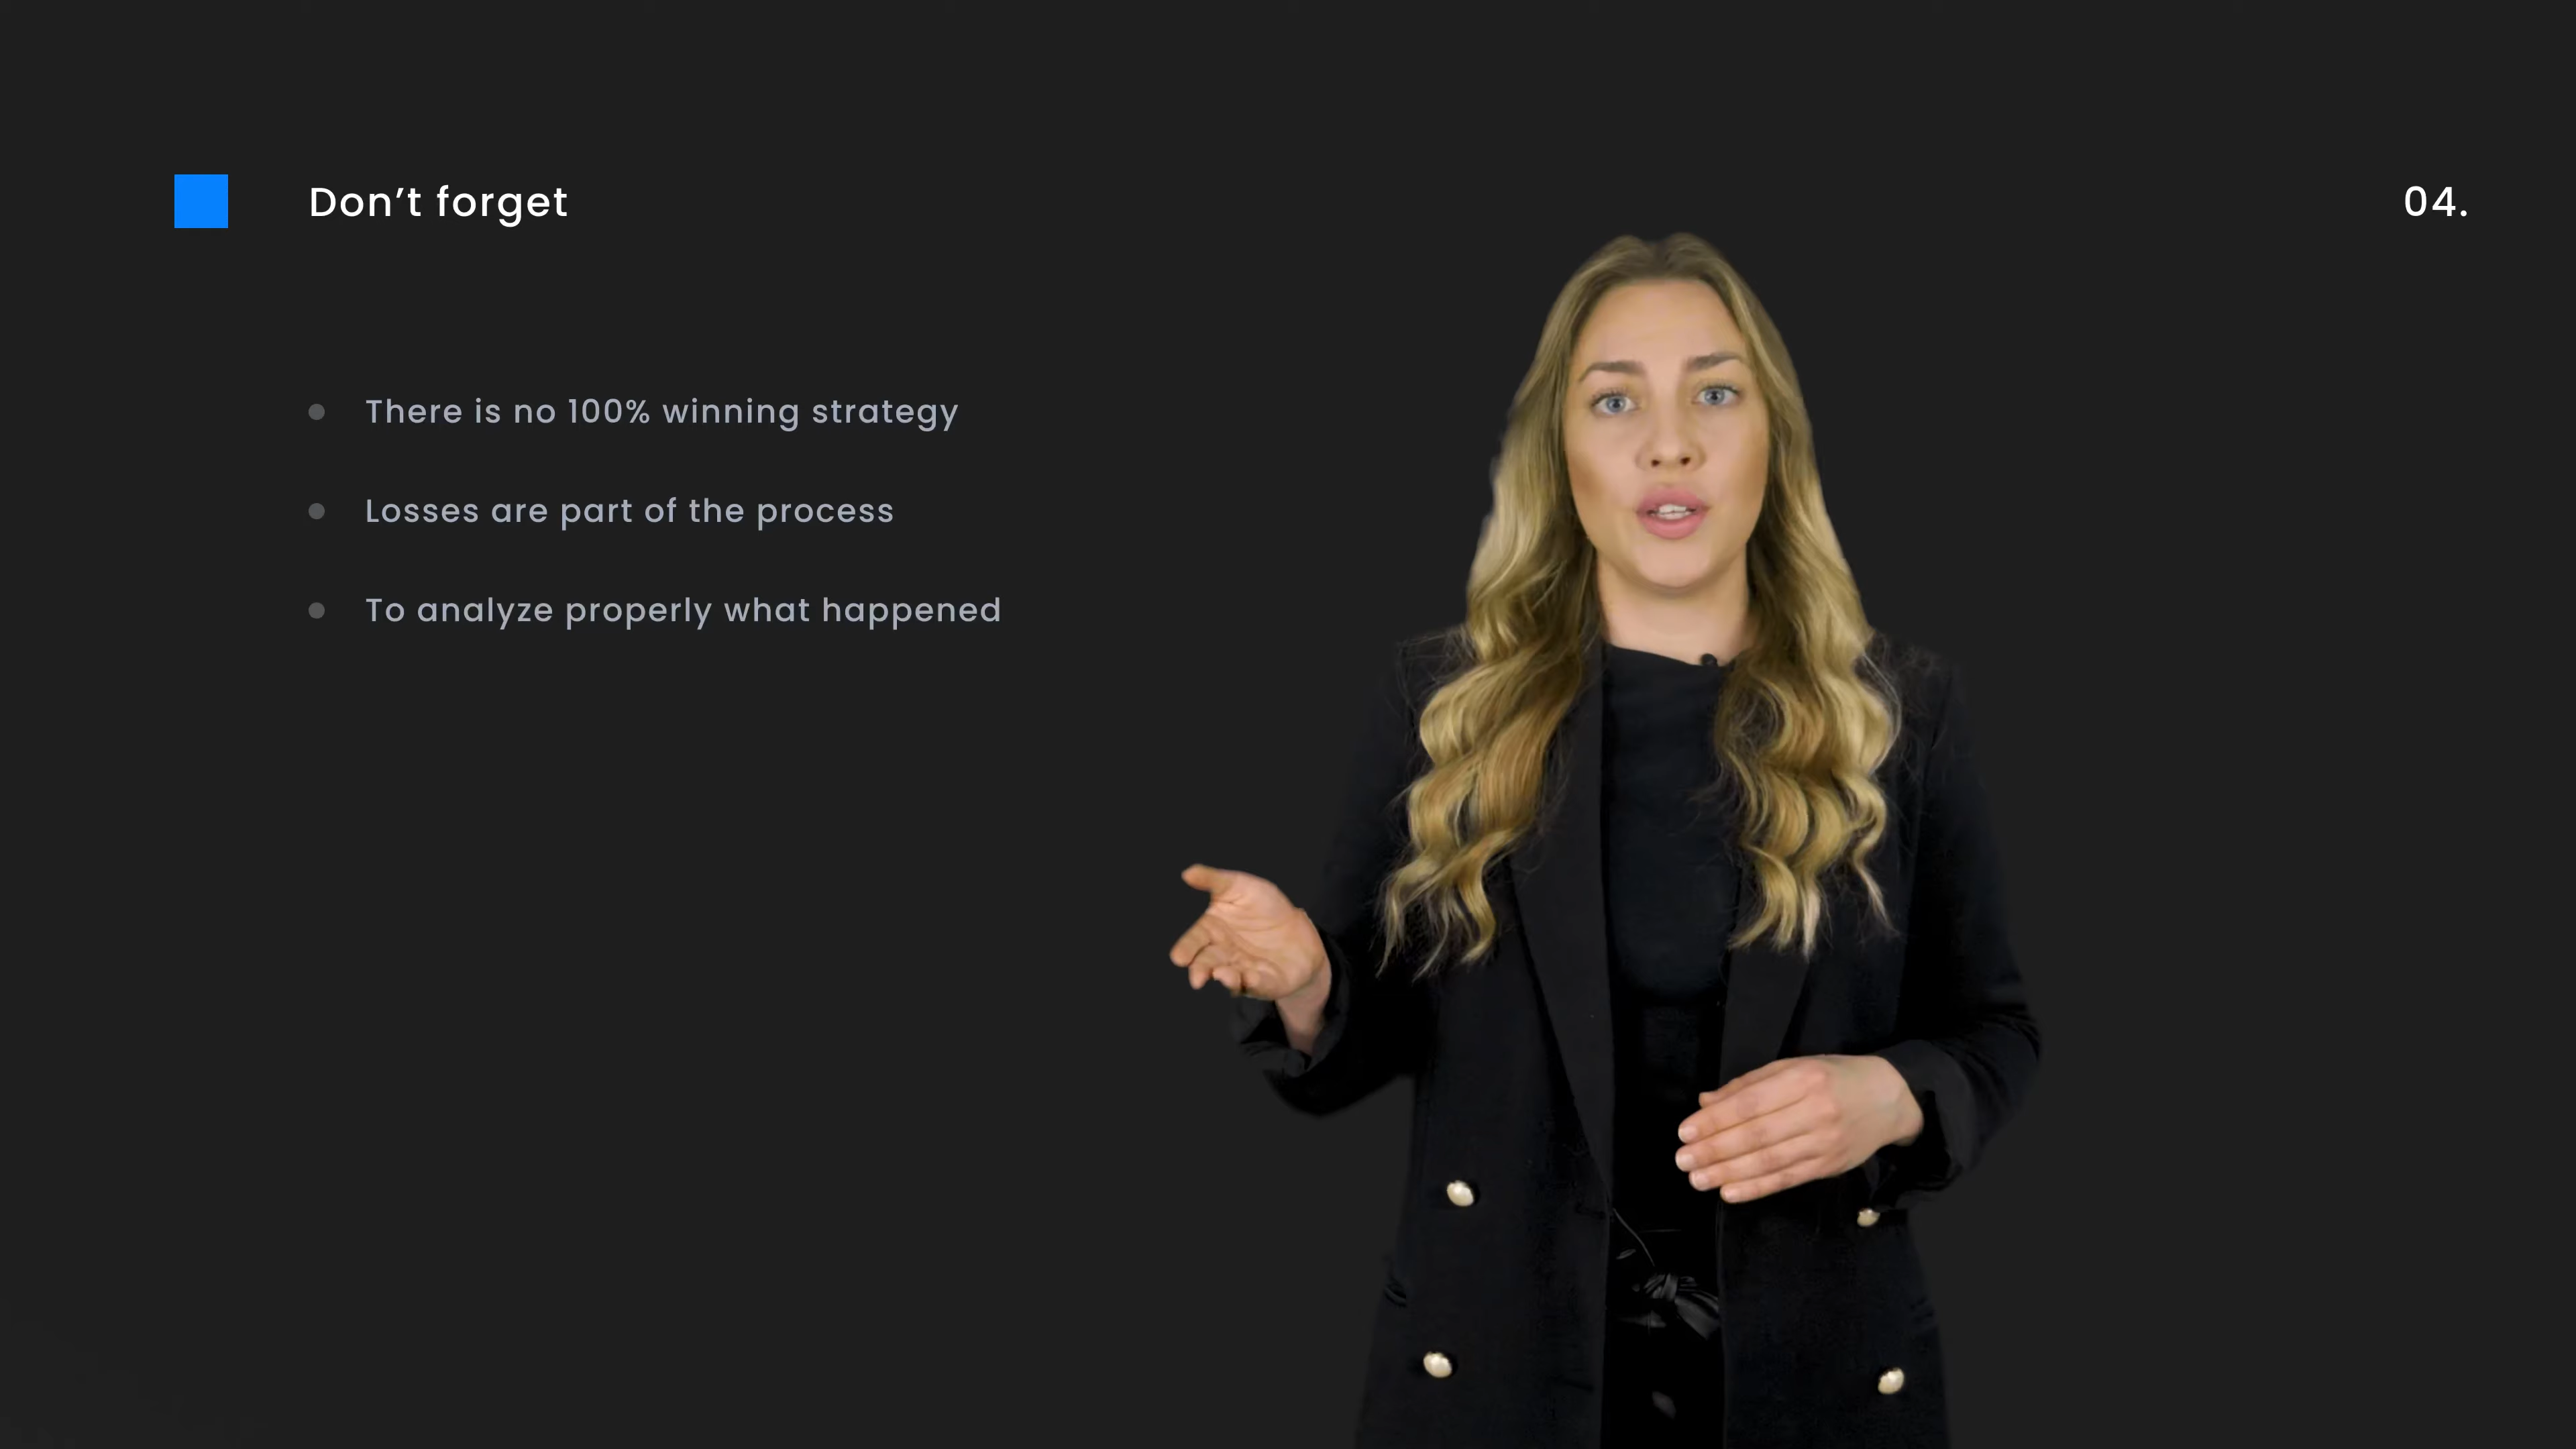 Don’t forget
04.
There is no 100% winning strategy
Losses are part of the process
To analyze properly what happened